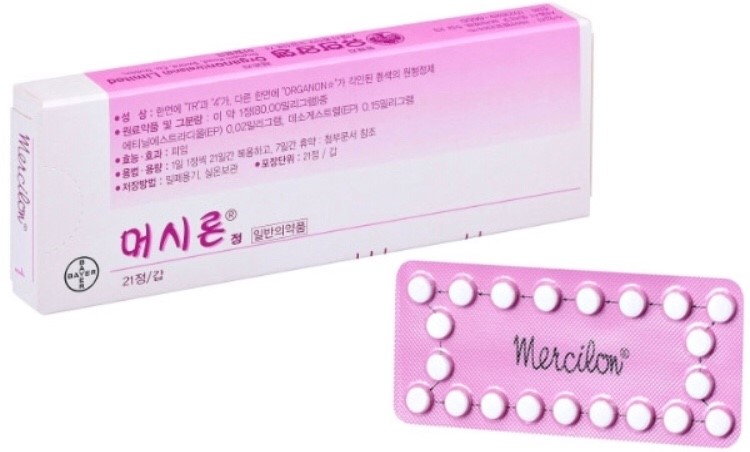 Organon(Ireland) Limited
• 성 상 : 한면에 "TR"과 "4"가, 다른 한면에 "ORGANON☆"가 각인된 흰색의 원형정제
• 원료약품 및 그분량 : 이 약 1정(80.00밀리그램)중
에티닐에스트라디올(EP) 0.02밀리그램, 데소게스트렐(EP) 0.15밀리그램
• 효능·효과 : 피임
• 용법·용량 : 1일 1정씩 21일간 복용하고, 7일간 휴약 : 첨부문서 참조
• 저장방법 : 밀폐용기, 실온보관 • 포장단위 : 21정 / 갑
Mercilon®
1
머시론® 정 일반의약품
BAYER
BAYER
21정/갑
Mercilon®